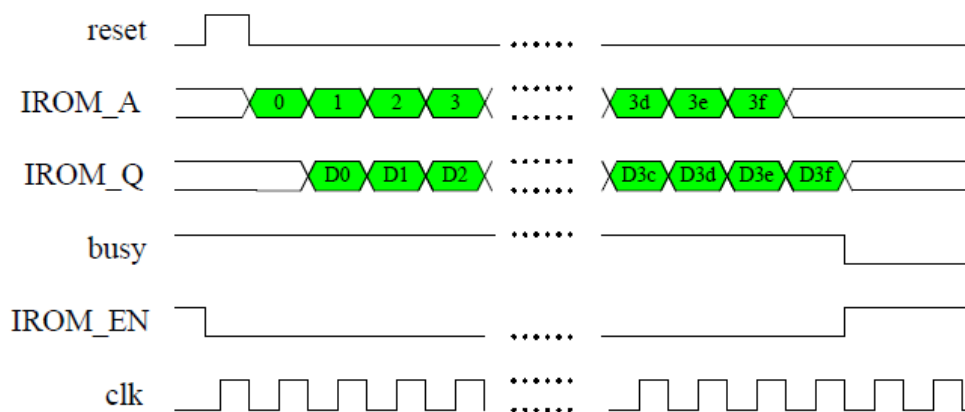 reset
IROM_A 0 1 2 3 3d 3e 3f
IROM_Q D0 D1 D2 D3c D3d D3e D3f
busy
IROM_EN
clk